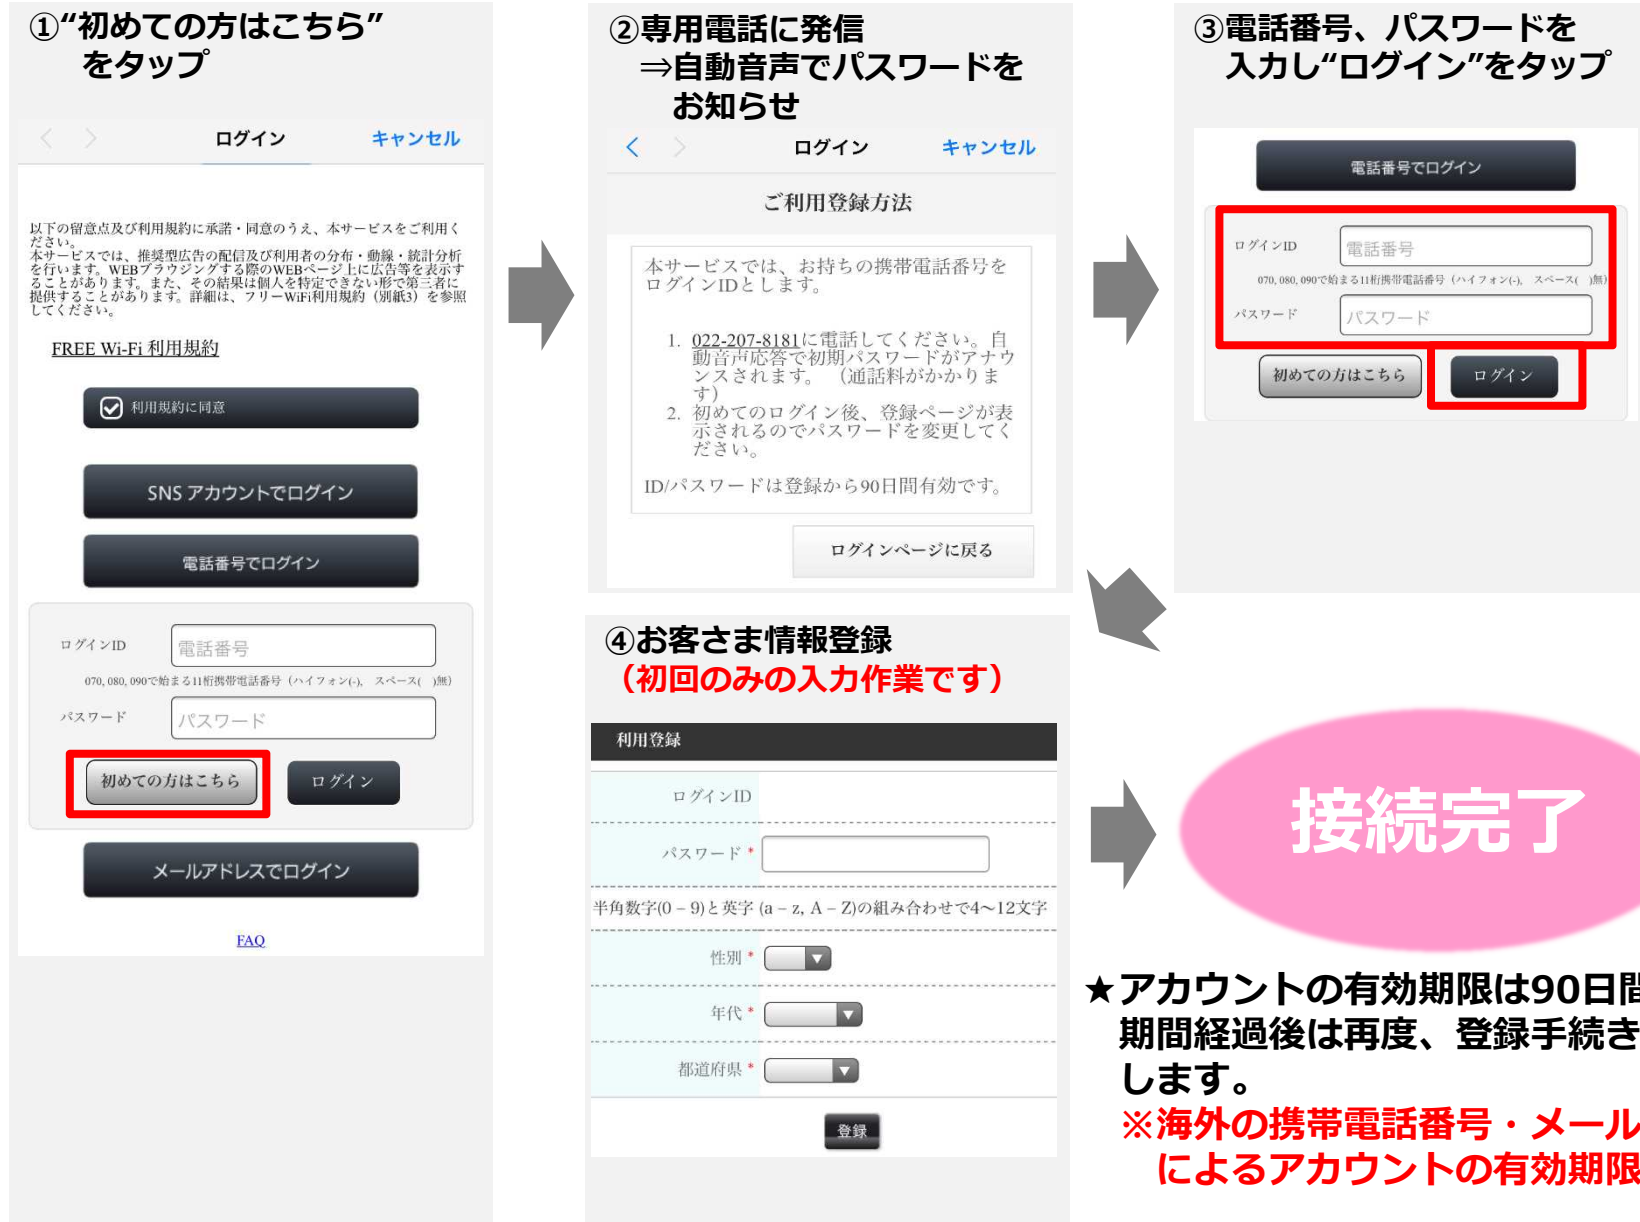 ①“初めての方はこちら”
をタップ
ログイン
キャンセル
以下の留意点及び利用規約に承諾・同意のうえ、本サービスをご利用く
ださい。
本サービスでは、推奨型広告の配信及び利用者の分布・動線・統計分析
を行います。WEBブラウジングする際のWEBページ上に広告等を表示す
ることがあります。また、その結果は個人を特定できない形で第三者に
提供することがあります。詳細は、フリーWiFi利用規約（別紙3）を参照
してください。
FREE Wi-Fi 利用規約
利用規約に同意
SNS アカウントでログイン
電話番号でログイン
ログインID
電話番号
070, 080, 090で始まる11桁携帯電話番号（ハイフォン(-), スペース( )無）
パスワード
パスワード
初めての方はこちら
ログイン
メールアドレスでログイン
FAQ
②専用電話に発信
⇒自動音声でパスワードを
お知らせ
ログイン
キャンセル
ご利用登録方法
本サービスでは、お持ちの携帯電話番号を
ログインIDとします。
1. 022-207-8181に電話してください。自
動音声応答で初期パスワードがアナウ
ンスされます。（通話料がかかりま
す）
2. 初めてのログイン後、登録ページが表
示されるのでパスワードを変更してく
ださい。
ID/パスワードは登録から90日間有効です。
ログインページに戻る
③電話番号、パスワードを
入力し“ログイン”をタップ
電話番号でログイン
ログインID
電話番号
070, 080, 090で始まる11桁携帯電話番号（ハイフォン(-), スペース( )無）
パスワード
パスワード
初めての方はこちら
ログイン
④お客さま情報登録
（初回のみの入力作業です）
利用登録
ログインID
パスワード *
半角数字(0 – 9)と英字 (a – z, A – Z)の組み合わせで4～12文字
性別 *
年代 *
都道府県 *
登録
接続完了
★アカウントの有効期限は90日間
期間経過後は再度、登録手続き
します。
※海外の携帯電話番号・メール
によるアカウントの有効期限